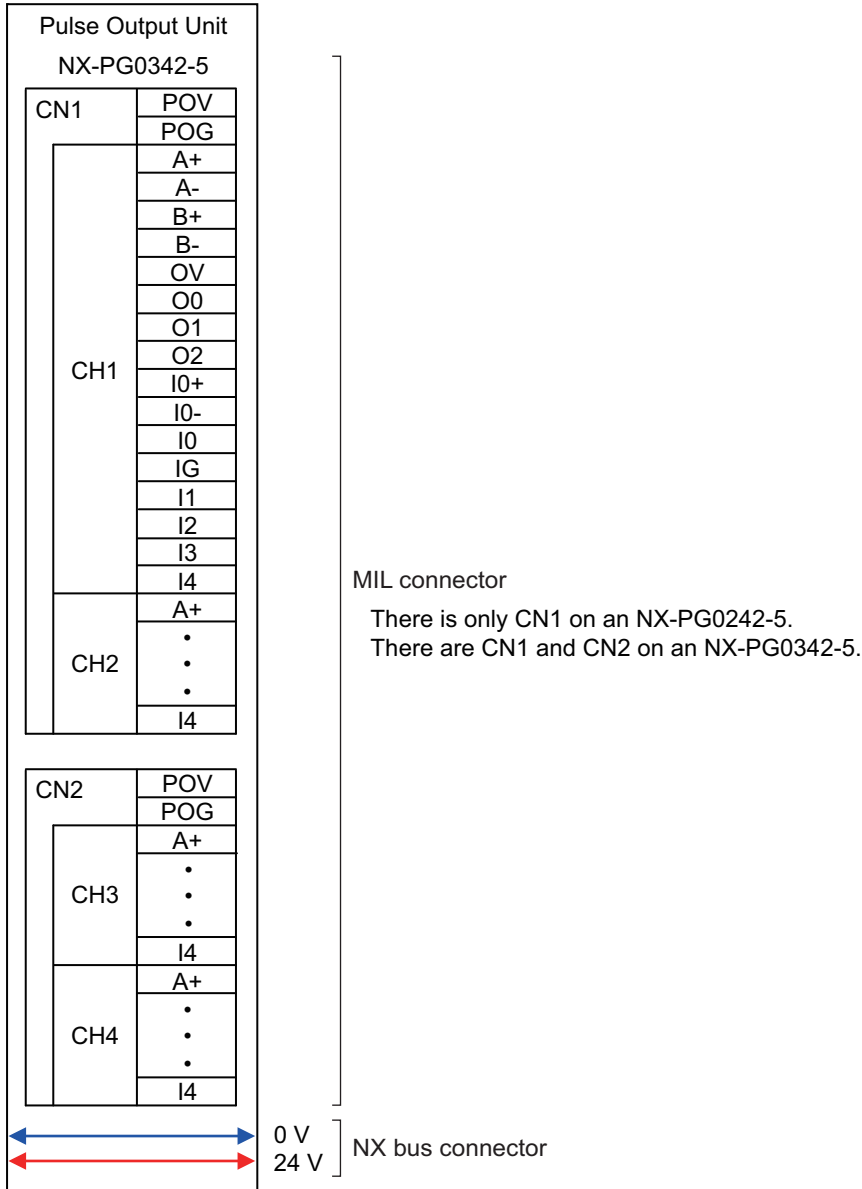 Pulse Output Unit
NX-PG0342-5
CN1
POV
POG
CH1
A+
A-
B+
B-
OV
O0
O1
O2
I0+
I0-
I0
IG
I1
I2
I3
I4
CH2
A+
I4
CN2
POV
POG
CH3
A+
I4
CH4
A+
I4
MIL connector
There is only CN1 on an NX-PG0242-5.
There are CN1 and CN2 on an NX-PG0342-5.
0 V
24 V
NX bus connector